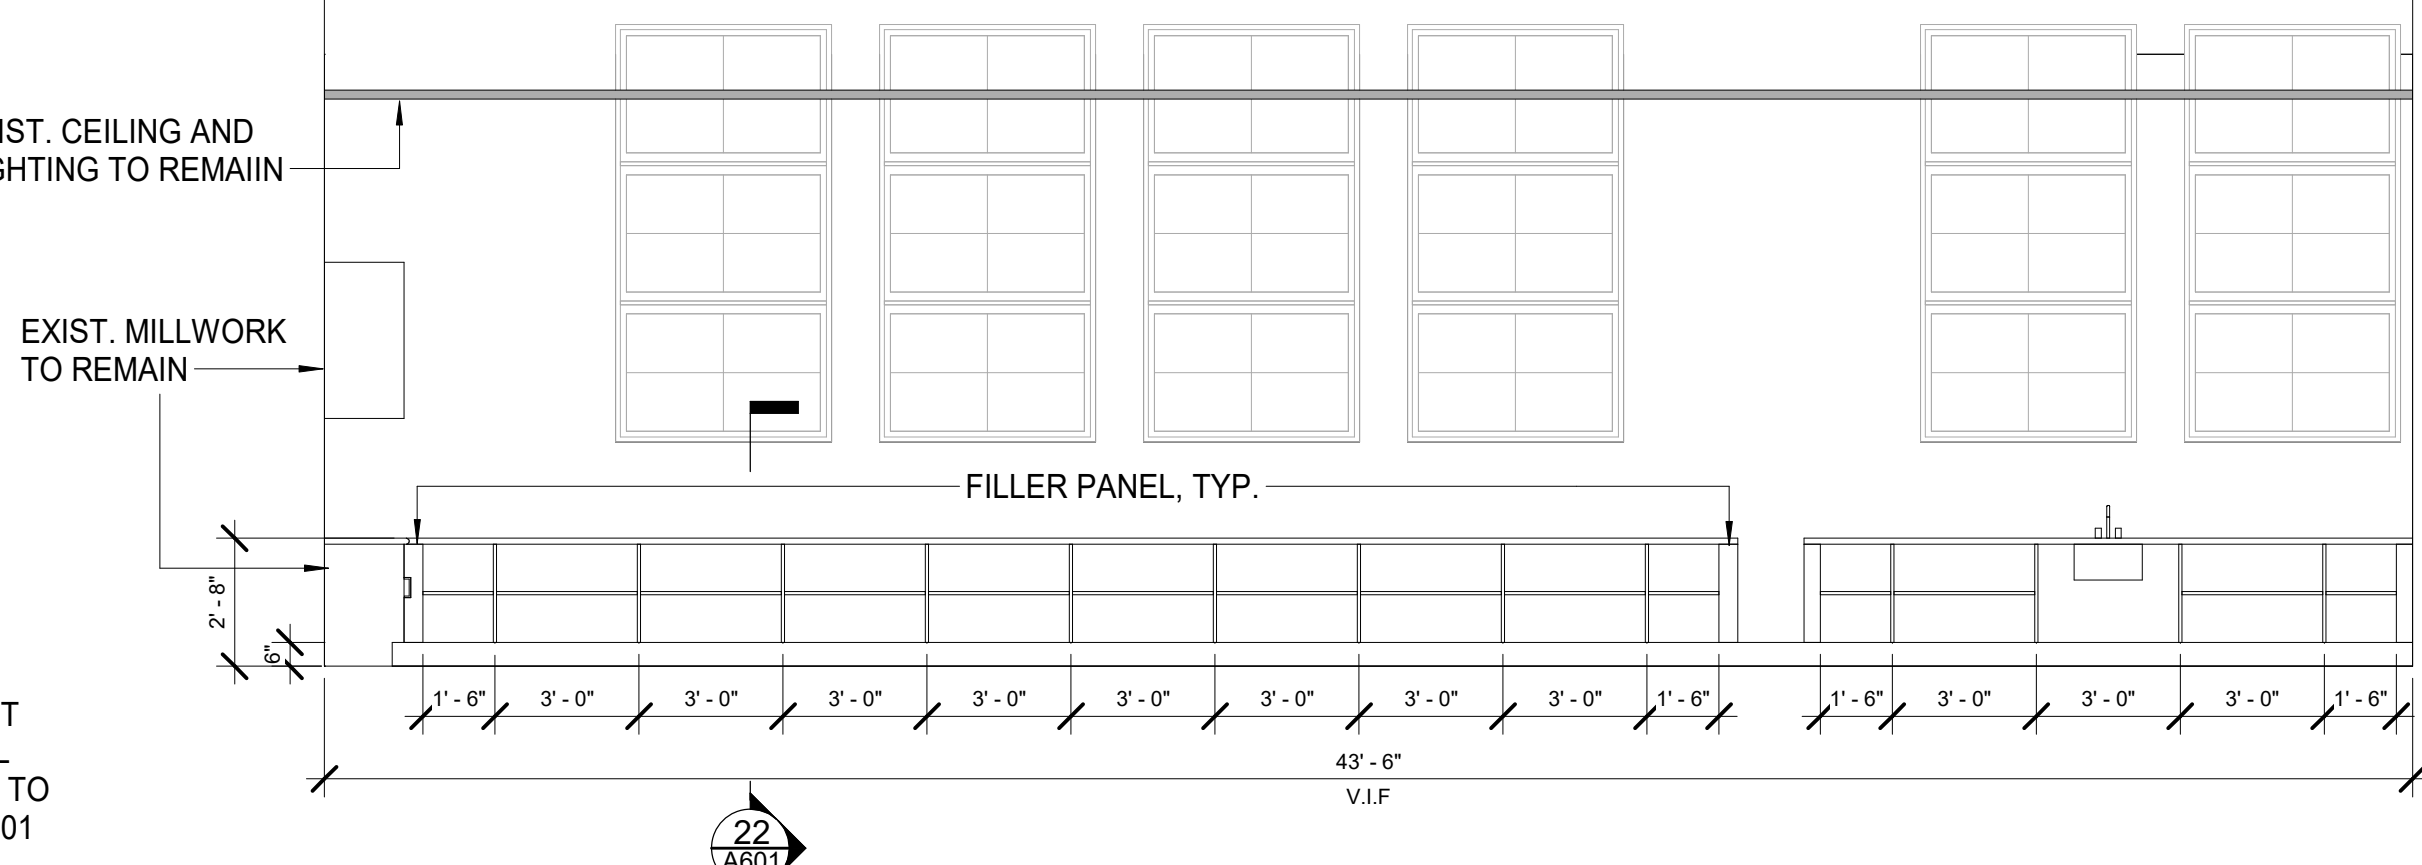 IST. CEILING AND
GHTING TO REMAIIN
EXIST. MILLWORK
TO REMAIN
FILLER PANEL, TYP.
2' - 8"
6"
1' - 6" 3' - 0" 3' - 0" 3' - 0" 3' - 0" 3' - 0" 3' - 0" 3' - 0" 3' - 0" 1' - 6" 1' - 6" 3' - 0" 3' - 0" 3' - 0" 1' - 6"
T
43' - 6"
V.I.F
TO
01
22
A601